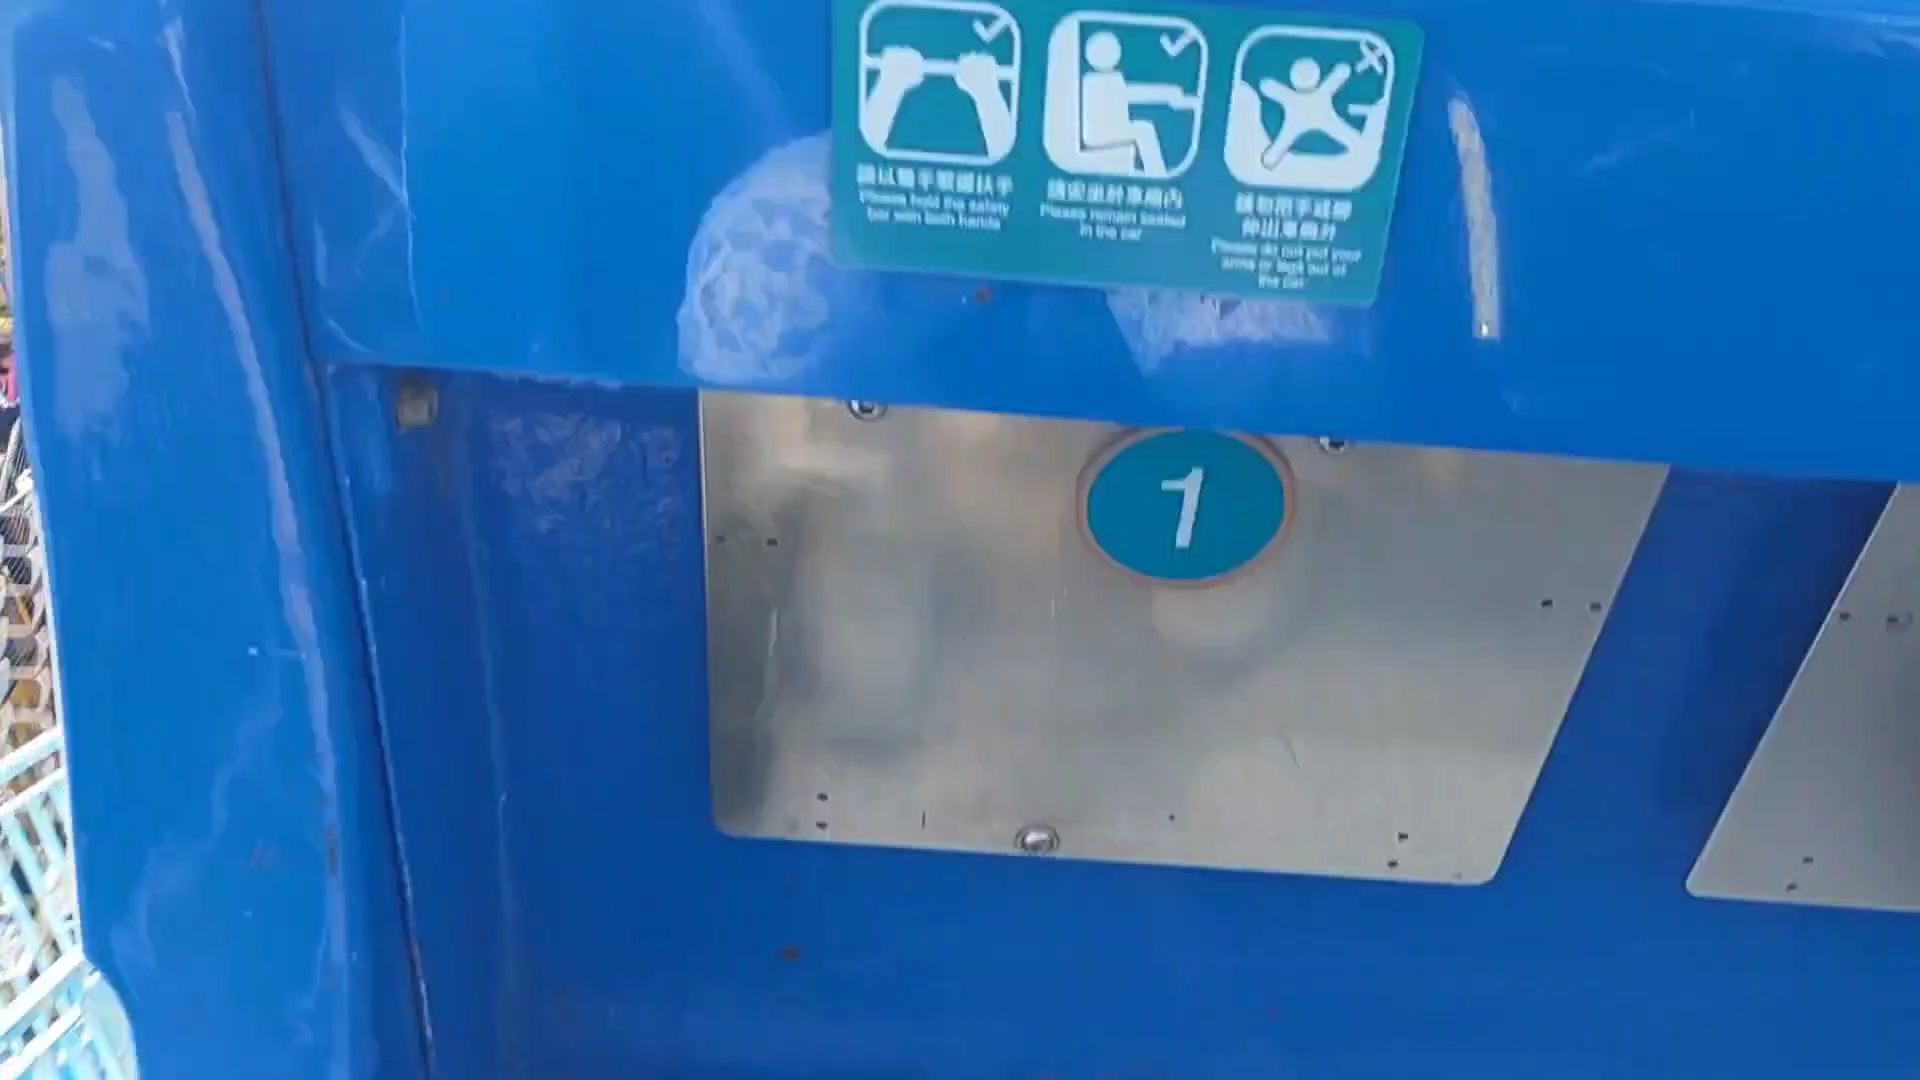 請以雙手緊握扶手
Please hold the safety
bar with both hands
請安坐於車廂內
Please remain seated
in the car
請勿把手或腳
伸出車廂外
Please do not put your
arms or legs out of
the car
1